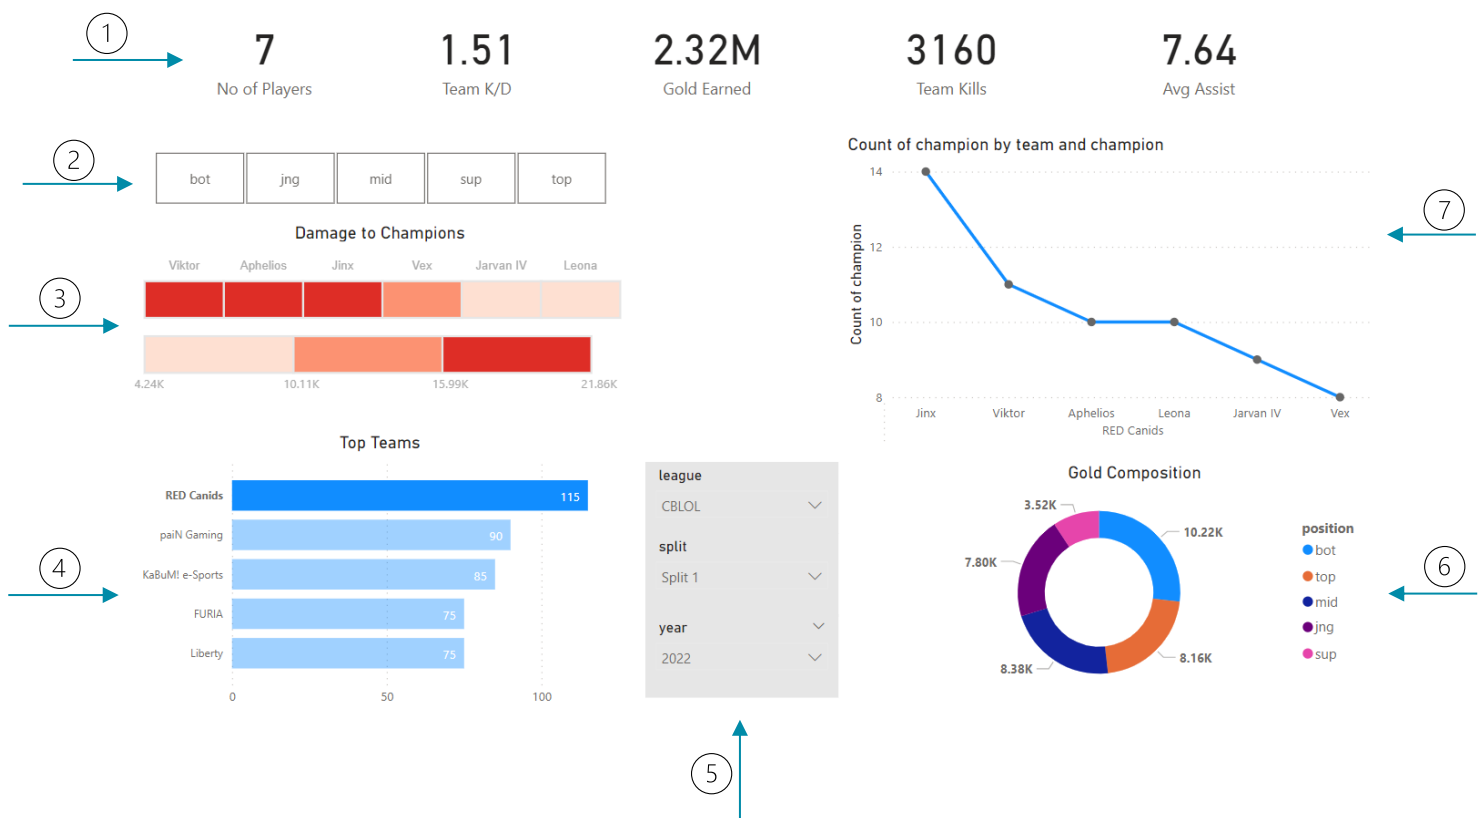 1
7
1.51
2.32M
3160
7.64
No of Players
Team K/D
Gold Earned
Team Kills
Avg Assist
2
bot
jng
mid
sup
top
Damage to Champions
Viktor
Aphelios
Jinx
Vex
Jarvan IV
Leona
3
4.24K
10.11K
15.99K
21.86K
Count of champion by team and champion
Count of champion
14
12
10
8
Jinx
Viktor
Aphelios
Leona
Jarvan IV
Vex
RED Canids
7
Top Teams
RED Canids
115
paiN Gaming
90
KaBuM! e-Sports
85
FURIA
75
Liberty
75
0
50
100
4
league
CBLOL
split
Split 1
year
2022
5
Gold Composition
3.52K
10.22K
7.80K
8.38K
8.16K
position
bot
top
mid
jng
sup
6